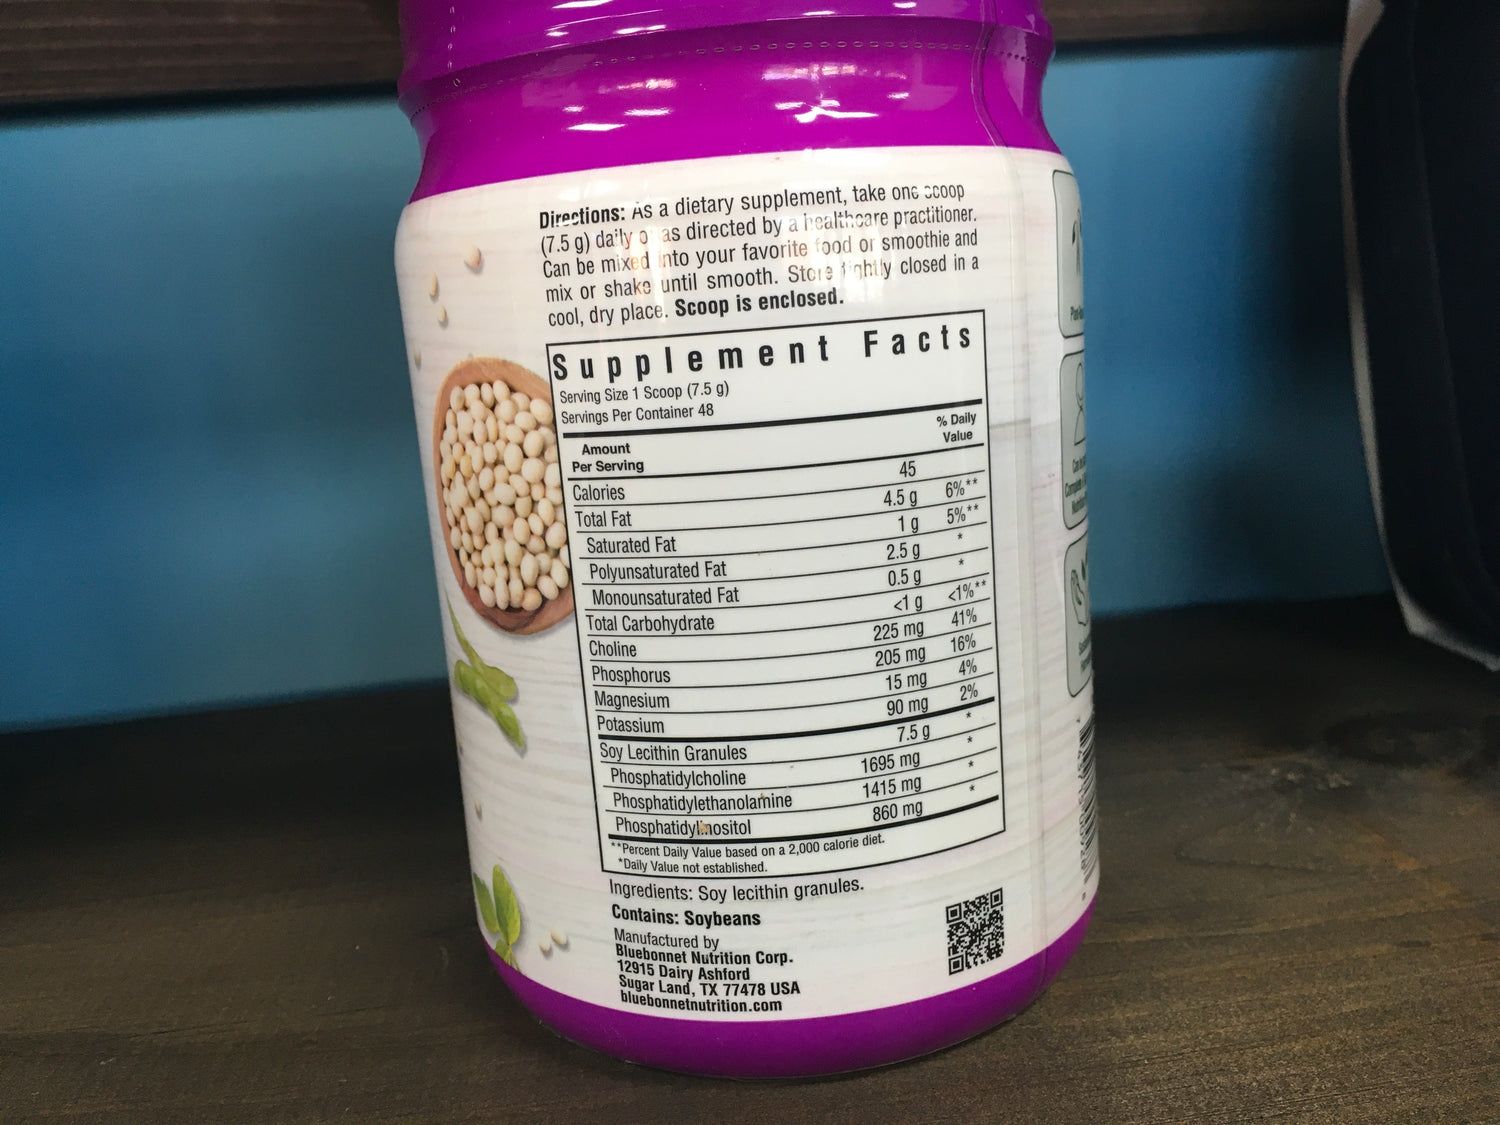 Directions: As a dietary supplement, take one scoop
(7.5 g) daily or as directed by a healthcare practitioner.
Can be mixed into your favorite food or smoothie and
mix or shake until smooth. Store tightly closed in a
cool, dry place. Scoop is enclosed.
Supplement Facts
Serving Size 1 Scoop (7.5 g)
Servings Per Container 48
Amount Per Serving % Daily Value
Calories 45
Total Fat 4.5 g 6%**
Saturated Fat 1 g 5%**
Polyunsaturated Fat 2.5 g *
Monounsaturated Fat 0.5 g *
Total Carbohydrate <1 g <1%**
Choline 225 mg 41%
Phosphorus 205 mg 16%
Magnesium 15 mg 4%
Potassium 90 mg 2%
Soy Lecithin Granules 7.5 g *
Phosphatidylcholine 1695 mg *
Phosphatidylethanolamine 1415 mg *
Phosphatidylinositol 860 mg *
**Percent Daily Value based on a 2,000 calorie diet.
*Daily Value not established.
Ingredients: Soy lecithin granules.
Contains: Soybeans
Manufactured by
Bluebonnet Nutrition Corp.
12915 Dairy Ashford
Sugar Land, TX 77478 USA
bluebonnetnutrition.com